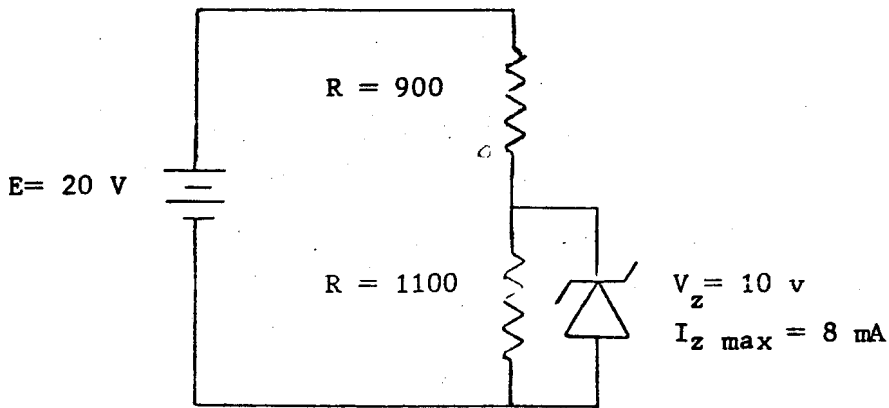 R = 900
E= 20 V
R = 1100
V_z = 10 v
I_z max = 8 mA